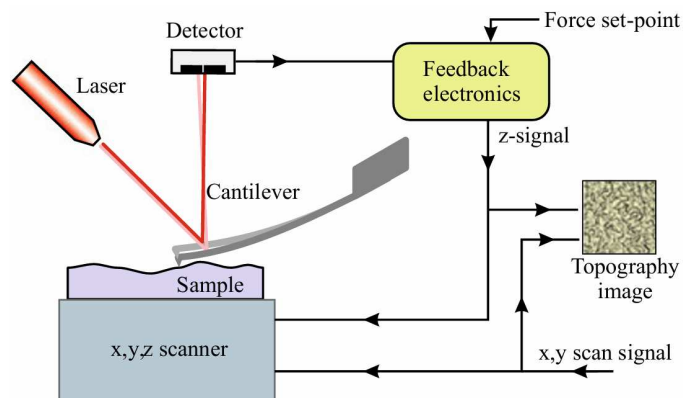 Force set-point
Detector
Feedback
electronics
Laser
z-signal
Cantilever
Topography
image
Sample
x,y,z scanner
x,y scan signal